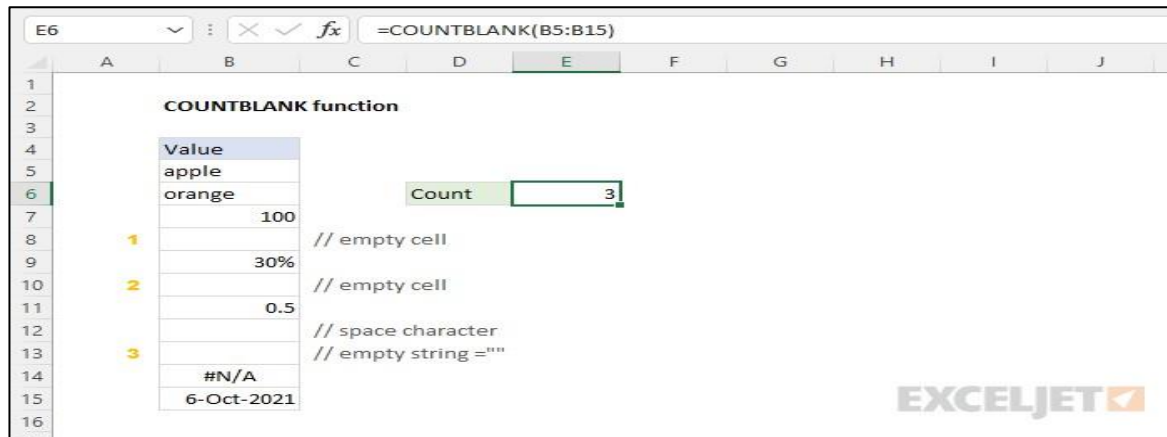 E6 fx =COUNTBLANK(B5:B15)
A B C D E F G H I J
1
2 COUNTBLANK function
3
4 Value
5 apple
6 orange Count 3
7 100
8 1 // empty cell
9 30%
10 2 // empty cell
11 0.5
12 // space character
13 3 // empty string =""
14 #N/A
15 6-Oct-2021
16
EXCELJET